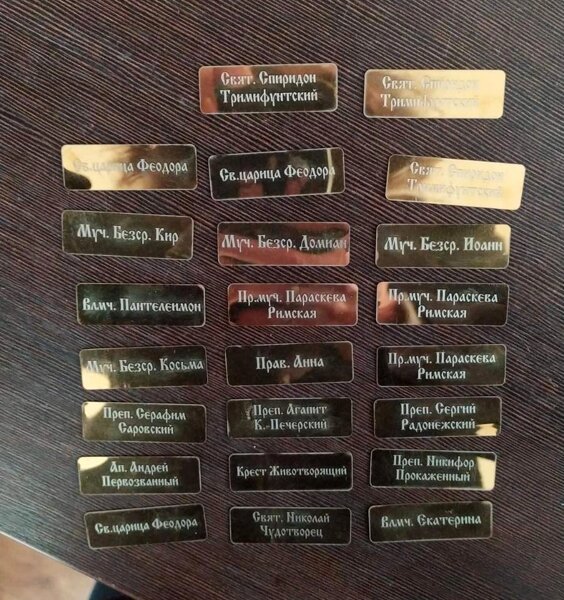 Свят. Спиридон
Тримифунтский
Свят. Спиридон
Тримифунтский
Св.царица Феодора
Св.царица Феодора
Свят. Спиридон
Тримифунтский
Муч. Безср. Кир
Муч. Безср. Домиан
Муч. Безср. Иоанн
Влмч. Пантелеимон
Пр.муч. Параскева
Римская
Пр.муч. Параскева
Римская
Муч. Безср. Косьма
Прав. Анна
Пр.муч. Параскева
Римская
Преп. Серафим
Саровский
Преп. Агапит
К.-Печерский
Преп. Сергий
Радонежский
Ап. Андрей
Первозванный
Крест Животворящий
Преп. Никифор
Прокаженный
Св.царица Феодора
Свят. Николай
Чудотворец
Влмч. Екатерина